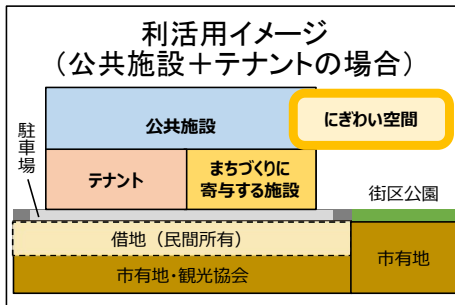 利活用イメージ
（公共施設＋テナントの場合）
公共施設
にぎわい空間
駐車場
テナント
まちづくりに
寄与する施設
街区公園
借地（民間所有）
市有地・観光協会
市有地